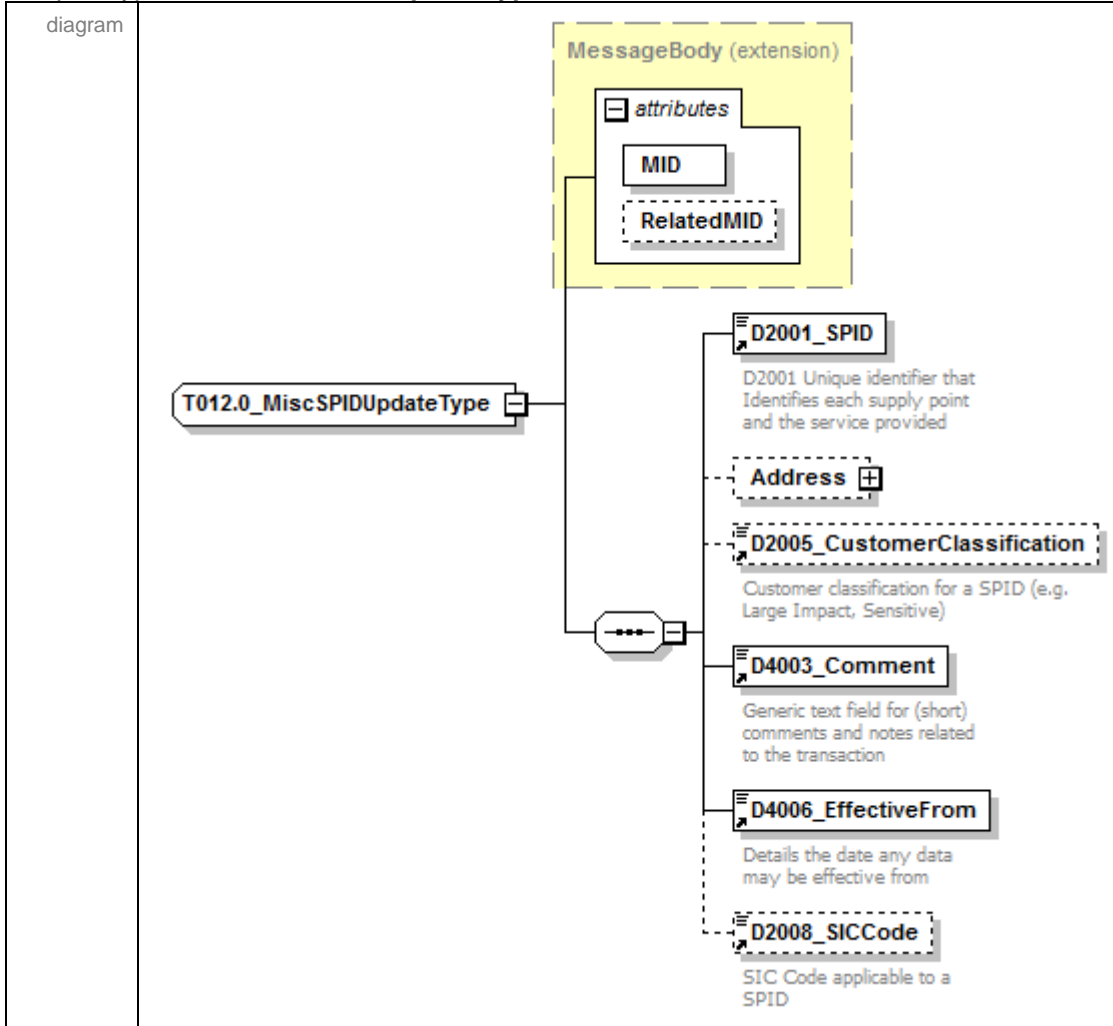 diagram
MessageBody (extension)
attributes
MID
RelatedMID
T012.0_MiscSPIDUpdateType
D2001_SPID
D2001 Unique identifier that
Identifies each supply point
and the service provided
Address
D2005_CustomerClassification
Customer classification for a SPID (e.g.
Large Impact, Sensitive)
D4003_Comment
Generic text field for (short)
comments and notes related
to the transaction
D4006_EffectiveFrom
Details the date any data
may be effective from
D2008_SICCode
SIC Code applicable to a
SPID